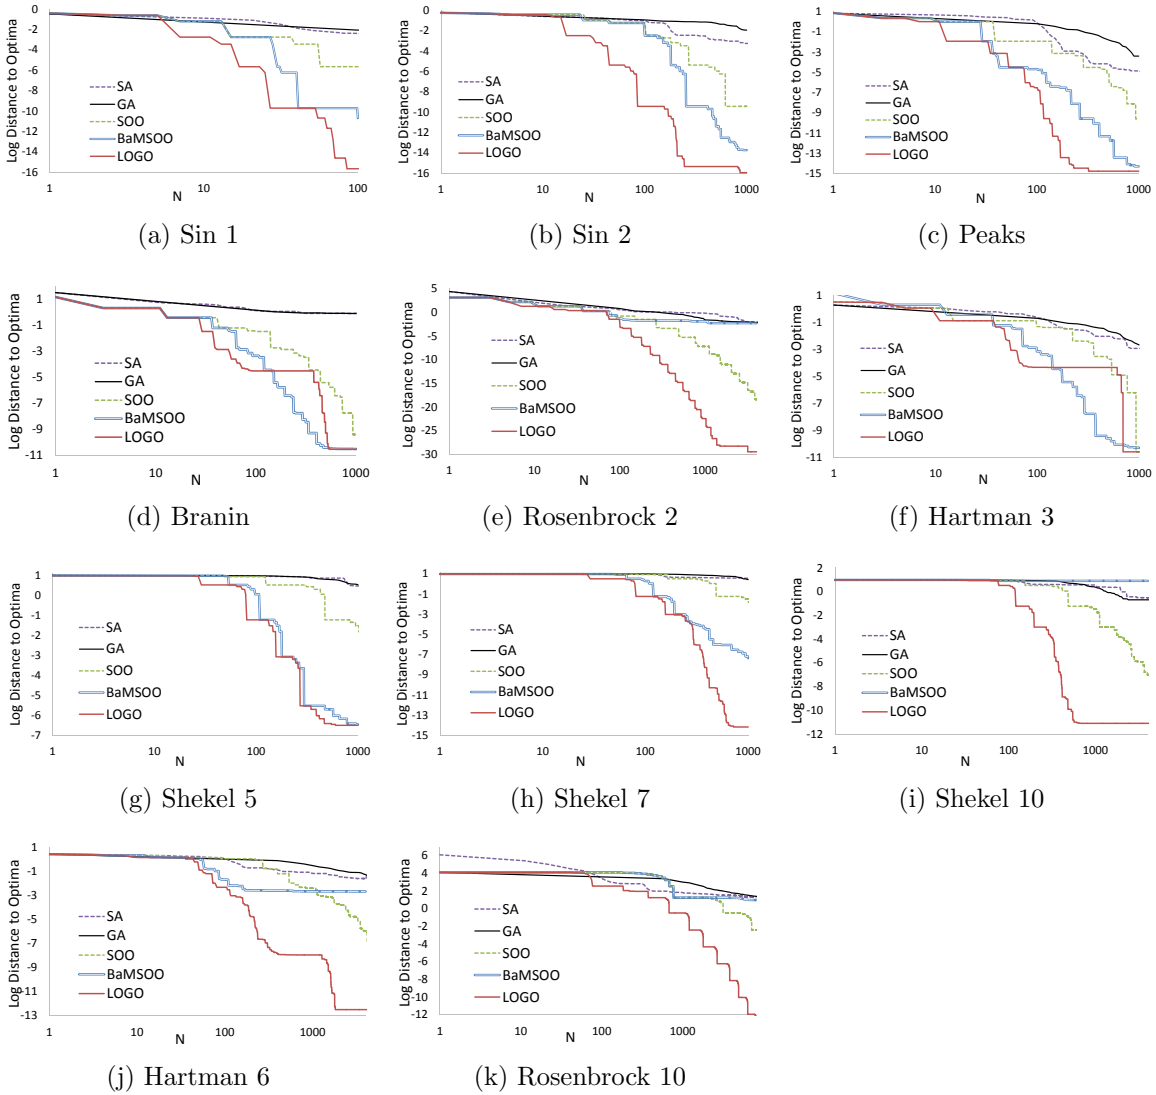 Log Distance to Optima
0
-2
-4
-6
-8
-10
-12
-14
-16
SA
GA
SOO
BaMSOO
LOGO
1 10 100
N
(a) Sin 1
Log Distance to Optima
0
-2
-4
-6
-8
-10
-12
-14
-16
SA
GA
SOO
BaMSOO
LOGO
1 10 100 1000
N
(b) Sin 2
Log Distance to Optima
1
-1
-3
-5
-7
-9
-11
-13
-15
SA
GA
SOO
BaMSOO
LOGO
1 10 100 1000
N
(c) Peaks
Log Distance to Optima
1
-1
-3
-5
-7
-9
-11
SA
GA
SOO
BaMSOO
LOGO
1 10 100 1000
N
(d) Branin
Log Distance to Optima
5
0
-5
-10
-15
-20
-25
-30
SA
GA
SOO
BaMSOO
LOGO
1 10 100 1000
N
(e) Rosenbrock 2
Log Distance to Optima
1
-1
-3
-5
-7
-9
-11
SA
GA
SOO
BaMSOO
LOGO
1 10 100 1000
N
(f) Hartman 3
Log Distance to Optima
1
0
-1
-2
-3
-4
-5
-6
-7
SA
GA
SOO
BaMSOO
LOGO
1 10 100 1000
N
(g) Shekel 5
Log Distance to Optima
1
-1
-3
-5
-7
-9
-11
-13
-15
SA
GA
SOO
BaMSOO
LOGO
1 10 100 1000
N
(h) Shekel 7
Log Distance to Optima
2
0
-2
-4
-6
-8
-10
-12
SA
GA
SOO
BaMSOO
LOGO
1 10 100 1000
N
(i) Shekel 10
Log Distance to Optima
1
-1
-3
-5
-7
-9
-11
-13
SA
GA
SOO
BaMSOO
LOGO
1 10 100 1000
N
(j) Hartman 6
Log Distance to Optima
6
4
2
0
-2
-4
-6
-8
-10
-12
SA
GA
SOO
BaMSOO
LOGO
1 10 100 1000
N
(k) Rosenbrock 10